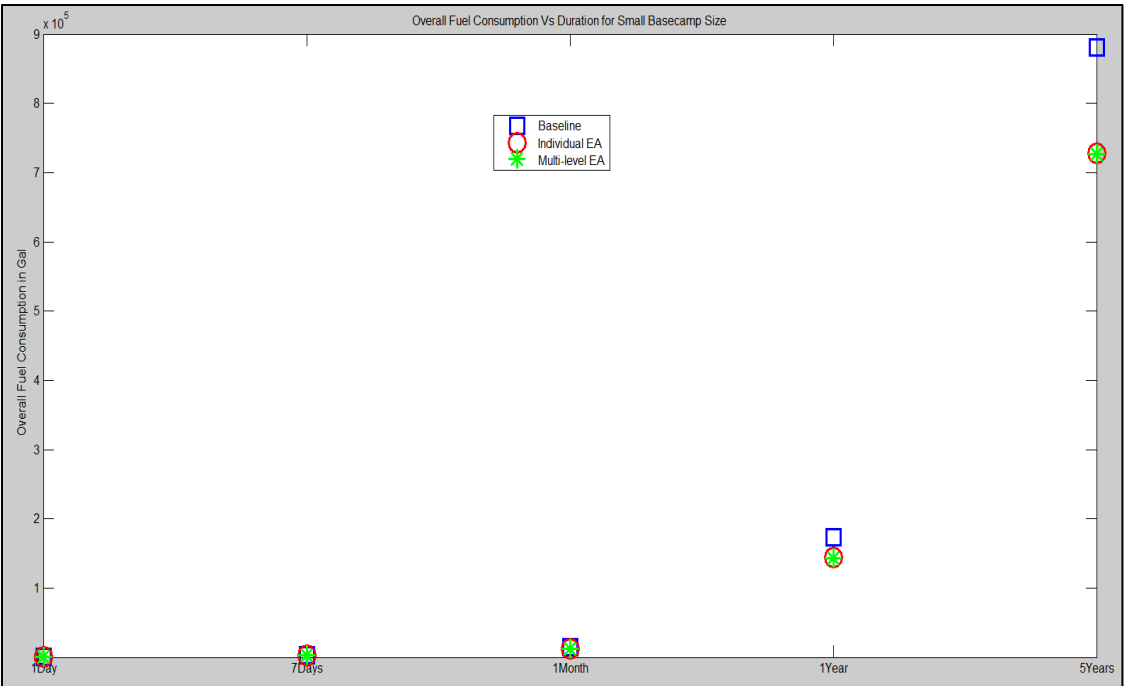 Overall Fuel Consumption Vs Duration for Small Basecamp Size
x 10^5
9
8
7
6
5
4
3
2
1
Overall Fuel Consumption in Gal
Baseline
Individual EA
Multi-level EA
1Day
7Days
1Month
1Year
5Years